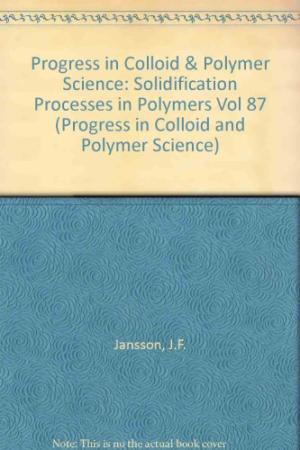 Progress in Colloid & Polymer
Science: Solidification
Processes in Polymers Vol 87
(Progress in Colloid and
Polymer Science)
Jansson, J.F.
Note: This is no the actual book cover